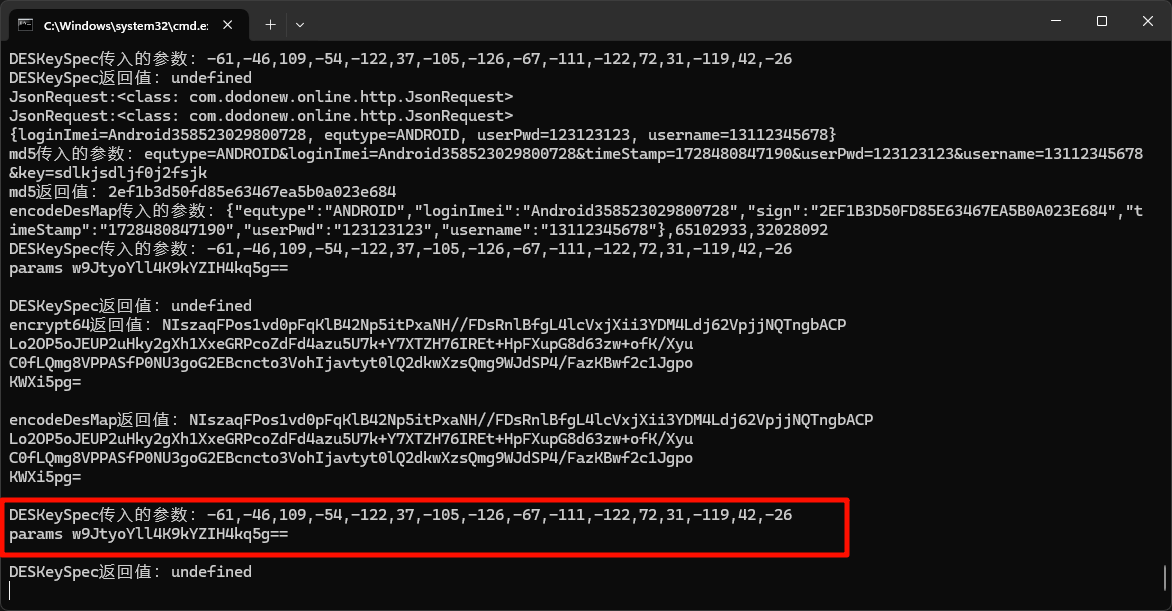 C:\Windows\system32\cmd.e:
DESKeySpec传入的参数: -61,-46,109,-54,-122,37,-105,-126,-67,-111,-122,72,31,-119,42,-26
DESKeySpec返回值: undefined
JsonRequest:<class: com.dodonew.online.http.JsonRequest>
JsonRequest:<class: com.dodonew.online.http.JsonRequest>
{loginImei=Android358523029800728, equtype=ANDROID, userPwd=123123123, username=13112345678}
md5传入的参数: equtype=ANDROID&loginImei=Android358523029800728&timeStamp=1728480847190&userPwd=123123123&username=13112345678
&key=sdlkjsdljf0j2fsjk
md5返回值: 2ef1b3d50fd85e63467ea5b0a023e684
encodeDesMap传入的参数: {"equtype":"ANDROID","loginImei":"Android358523029800728","sign":"2EF1B3D50FD85E63467EA5B0A023E684","t
imeStamp":"1728480847190","userPwd":"123123123","username":"13112345678"},65102933,32028092
DESKeySpec传入的参数: -61,-46,109,-54,-122,37,-105,-126,-67,-111,-122,72,31,-119,42,-26
params w9JtyoYll4K9kYZIH4kq5g==
DESKeySpec返回值: undefined
encrypt64返回值: NIszaqFPos1vd0pFqKlB42Np5itPxaNH//FDsRnlBfgL4lcVxjXii3YDM4Ldj62VpjjNQTngbACP
Lo2OP5oJEUP2uHky2gXh1XxeGRPcoZdFd4azu5U7k+Y7XTZH76IREt+HpFXupG8d63zw+ofK/Xyu
C0fLQmg8VPPASfP0NU3goG2EBcncto3VohIjavtyt0lQ2dkwXzsQmg9WJdSP4/FazKBwf2c1Jgpo
KWXi5pg=
encodeDesMap返回值: NIszaqFPos1vd0pFqKlB42Np5itPxaNH//FDsRnlBfgL4lcVxjXii3YDM4Ldj62VpjjNQTngbACP
Lo2OP5oJEUP2uHky2gXh1XxeGRPcoZdFd4azu5U7k+Y7XTZH76IREt+HpFXupG8d63zw+ofK/Xyu
C0fLQmg8VPPASfP0NU3goG2EBcncto3VohIjavtyt0lQ2dkwXzsQmg9WJdSP4/FazKBwf2c1Jgpo
KWXi5pg=
DESKeySpec传入的参数: -61,-46,109,-54,-122,37,-105,-126,-67,-111,-122,72,31,-119,42,-26
params w9JtyoYll4K9kYZIH4kq5g==
DESKeySpec返回值: undefined